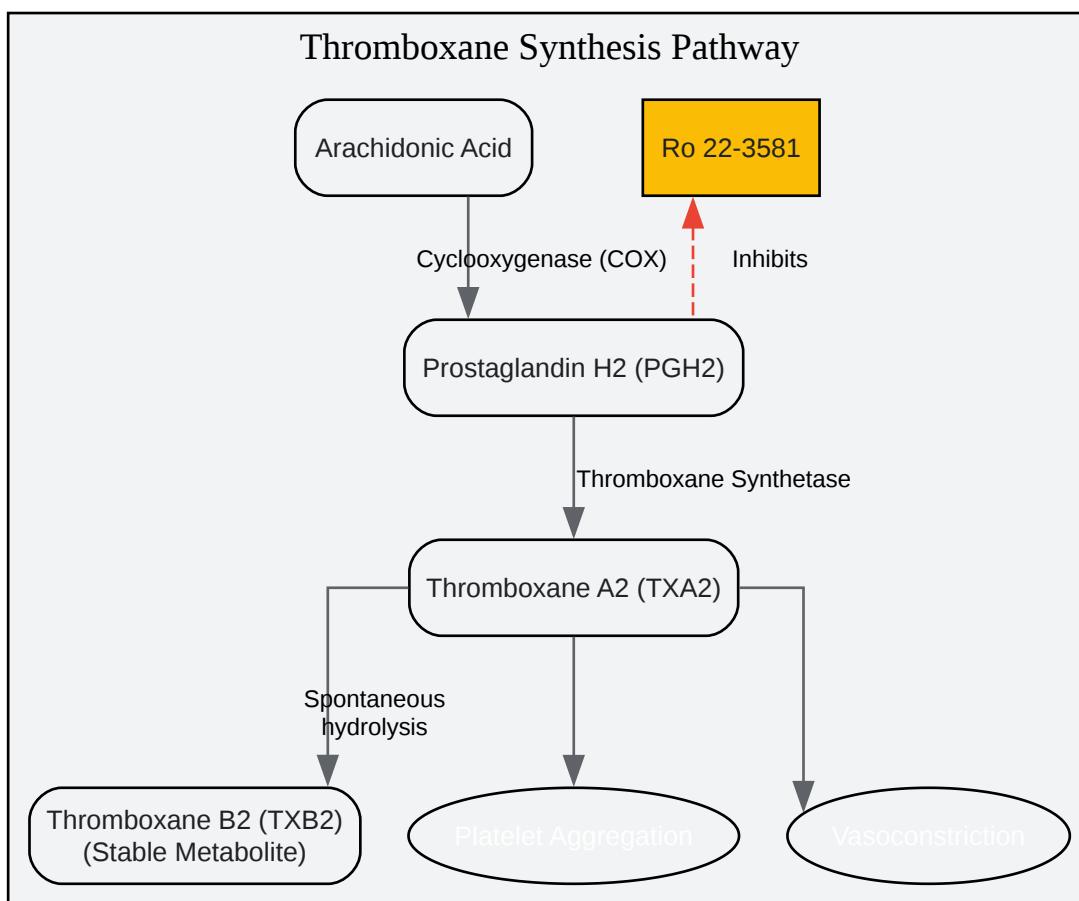 Thromboxane Synthesis Pathway
Arachidonic Acid
Ro 22-3581
Cyclooxygenase (COX)
Inhibits
Prostaglandin H2 (PGH2)
Thromboxane Synthetase
Thromboxane A2 (TXA2)
Spontaneous
hydrolysis
Thromboxane B2 (TXB2)
(Stable Metabolite)
Platelet Aggregation
Vasoconstriction